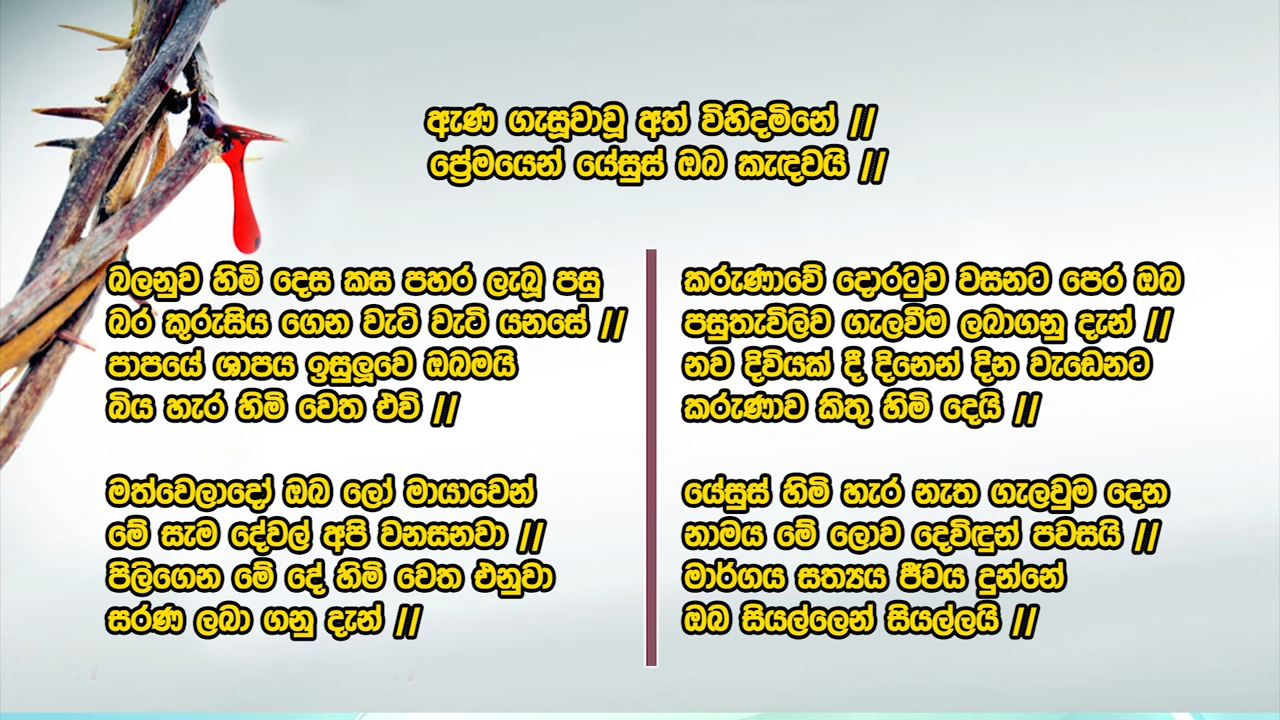 ඇණ ගැසූවාවූ අත් විහිදමිනේ //
ප්‍රේමයෙන් යේසුස් ඔබ කැඳවයි //
බලනුව හිමි දෙස කස පහර ලැබූ පසු
බර කුරුසිය ගෙන වැටි වැටි යනසේ //
පාපයේ ශාපය ඉසුලූවෙ ඔබමයි
බිය හැර හිමි වෙත එව් //
මත්වෙලාදෝ ඔබ ලෝ මායාවෙන්
මේ සැම දේවල් අපි වනසනවා //
පිලිගෙන මේ දේ හිමි වෙත එනුවා
සරණ ලබා ගනු දැන් //
කරුණාවේ දොරටුව වසනට පෙර ඔබ
පසුතැවිලිව ගැලවීම ලබාගනු දැන් //
නව දිවියක් දී දිනෙන් දින වැඩෙනට
කරුණාව කිතු හිමි දෙයි //
යේසුස් හිමි හැර නැත ගැලවුම දෙන
නාමය මේ ලොව දෙවිඳුන් පවසයි //
මාර්ගය සත්‍යය ජීවය දුන්නේ
ඔබ සියල්ලෙන් සියල්ලයි //